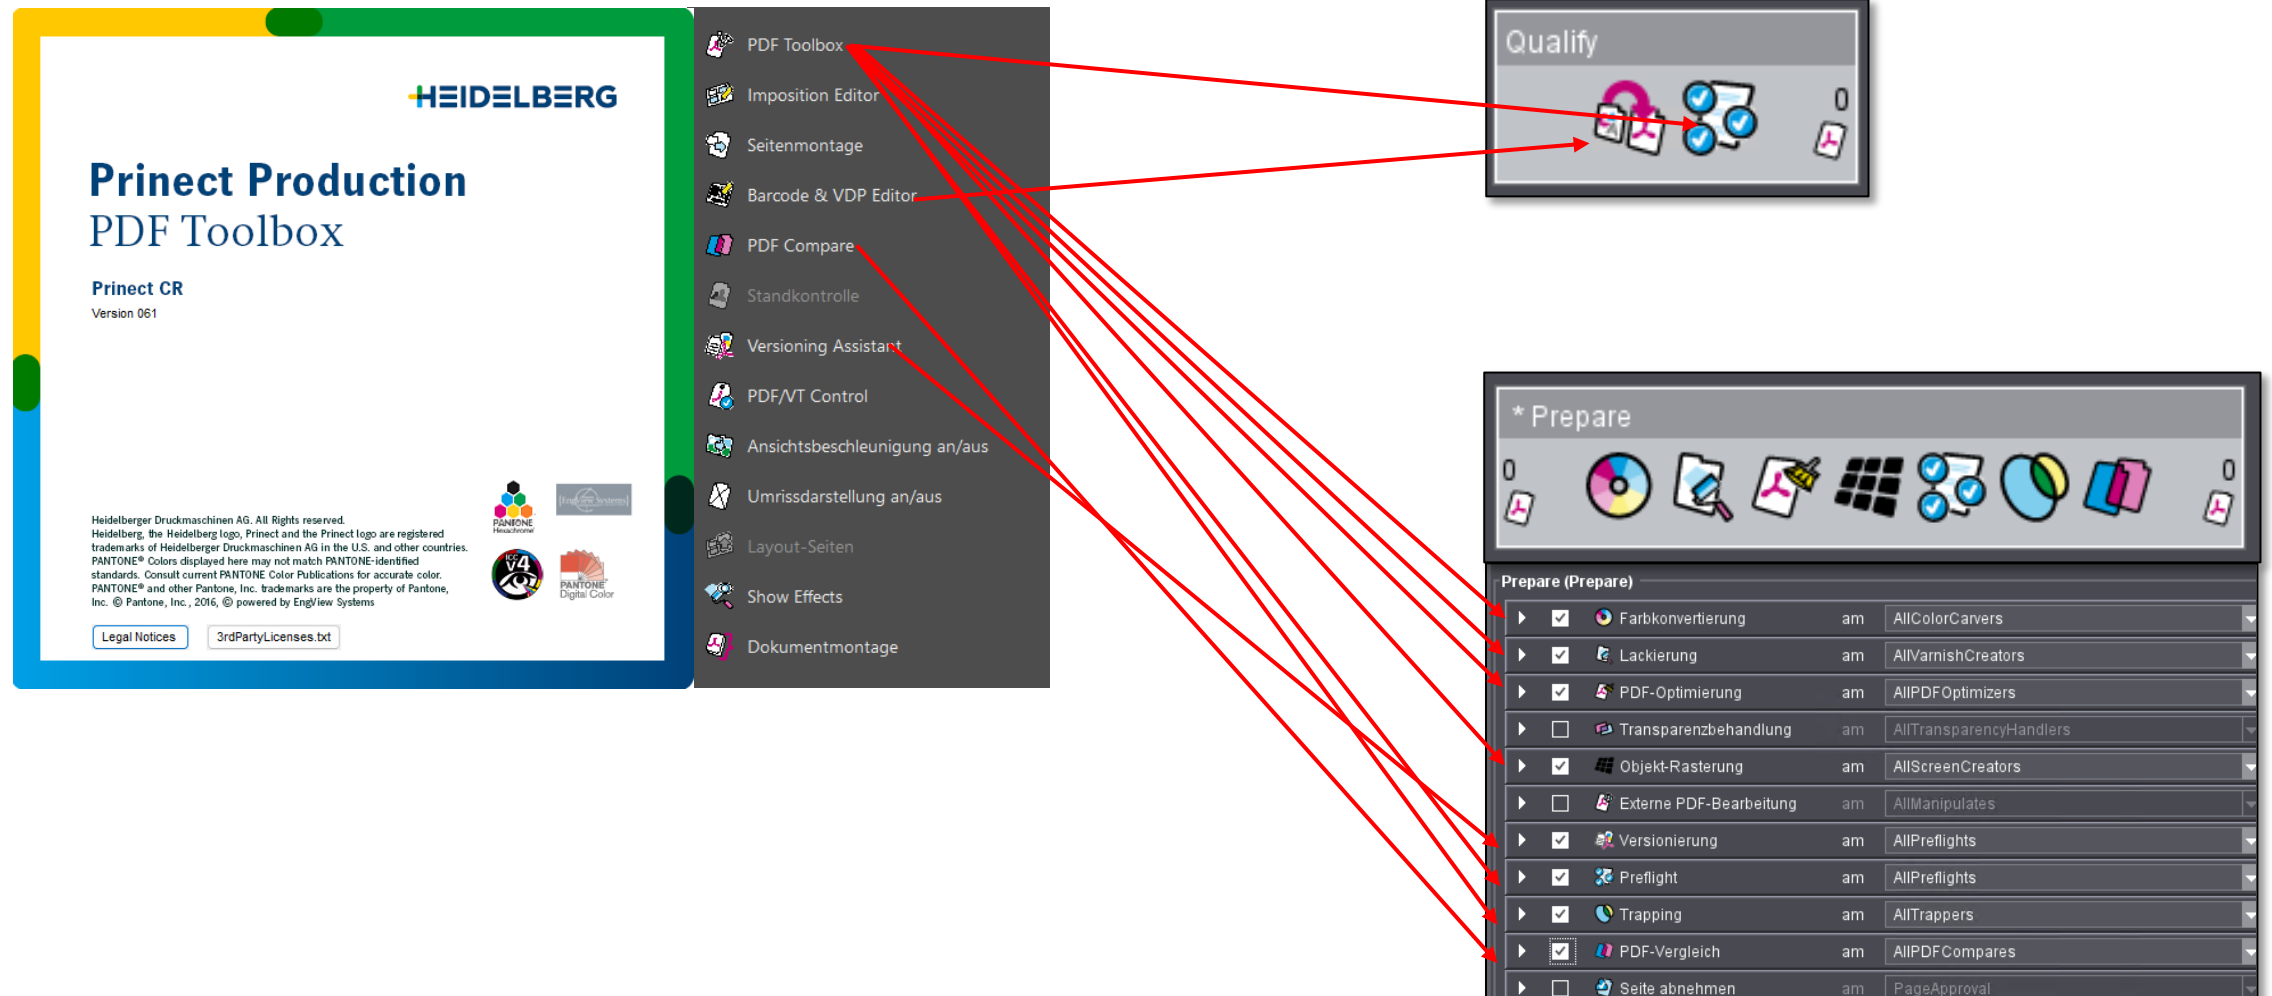 HEIDELBERG
Prinect Production
PDF Toolbox
Prinect CR
Version 061
Heidelberger Druckmaschinen AG. All Rights reserved.
Heidelberg, the Heidelberg logo, Prinect and the Prinect logo are registered
trademarks of Heidelberger Druckmaschinen AG in the U.S. and other countries.
PANTONE® Colors displayed here may not match PANTONE-identified
standards. Consult current PANTONE Color Publications for accurate color.
PANTONE® and other Pantone, Inc. trademarks are the property of Pantone,
Inc. © Pantone, Inc., 2016, © powered by EngView Systems
PANTONE
Hexachrome
[EngView Systems]
ICC
V4
PANTONE
Digital Color
Legal Notices
3rdPartyLicenses.txt
PDF Toolbox
Imposition Editor
Seitenmontage
Barcode & VDP Editor
PDF Compare
Standkontrolle
Versioning Assistant
PDF/VT Control
Ansichtsbeschleunigung an/aus
Umrissdarstellung an/aus
Layout-Seiten
Show Effects
Dokumentmontage
Qualify
0
* Prepare
0
0
Prepare (Prepare)
Farbkonvertierung am AllColorCarvers
Lackierung am AllVarnishCreators
PDF-Optimierung am AllPDFOptimizers
Transparenzbehandlung am AllTransparencyHandlers
Objekt-Rasterung am AllScreenCreators
Externe PDF-Bearbeitung am AllManipulates
Versionierung am AllPreflights
Preflight am AllPreflights
Trapping am AllTrappers
PDF-Vergleich am AllPDFCompares
Seite abnehmen am PageApproval